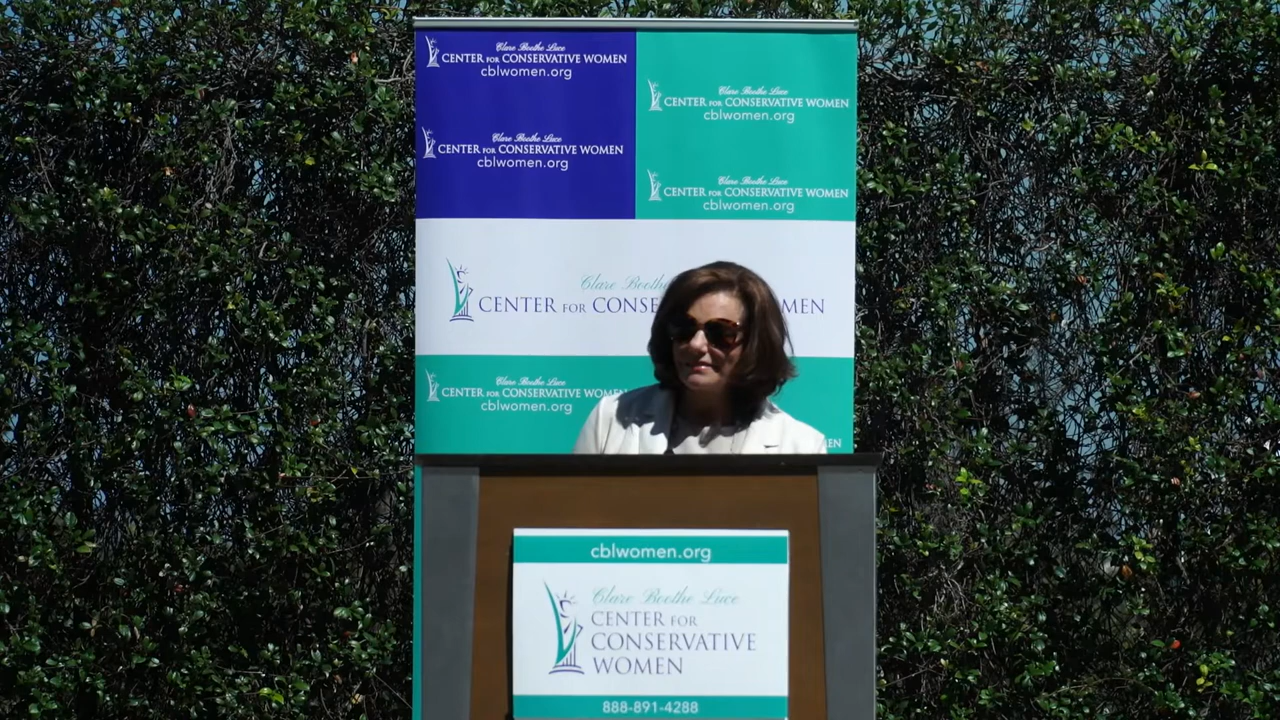 Clare Boothe Luce
CENTER FOR CONSERVATIVE WOMEN
cblwomen.org
Clare Boothe Luce
CENTER FOR CONSERVATIVE WOMEN
cblwomen.org
Clare Boothe Luce
CENTER FOR CONSERVATIVE WOMEN
cblwomen.org
Clare Boothe Luce
CENTER FOR CONSERVATIVE WOMEN
cblwomen.org
Clare Boothe
CENTER FOR CONSE MEN
Clare Boothe Luce
CENTER FOR CONSERVATIVE WOMEN
cblwomen.org
EN
cblwomen.org
Clare Boothe Luce
CENTER FOR
CONSERVATIVE
WOMEN
888-891-4288